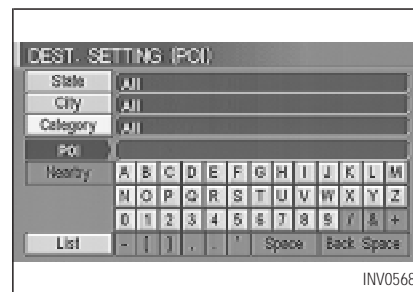 DEST. SETTING (POI)
State (All
City (All
Category (All
POI
Nearby A B C D E F G H I J K L M
N O P Q R S T U V W X Y Z
0 1 2 3 4 5 6 7 8 9 / & +
List - [ ] . . ' Space Back Space
INV0568